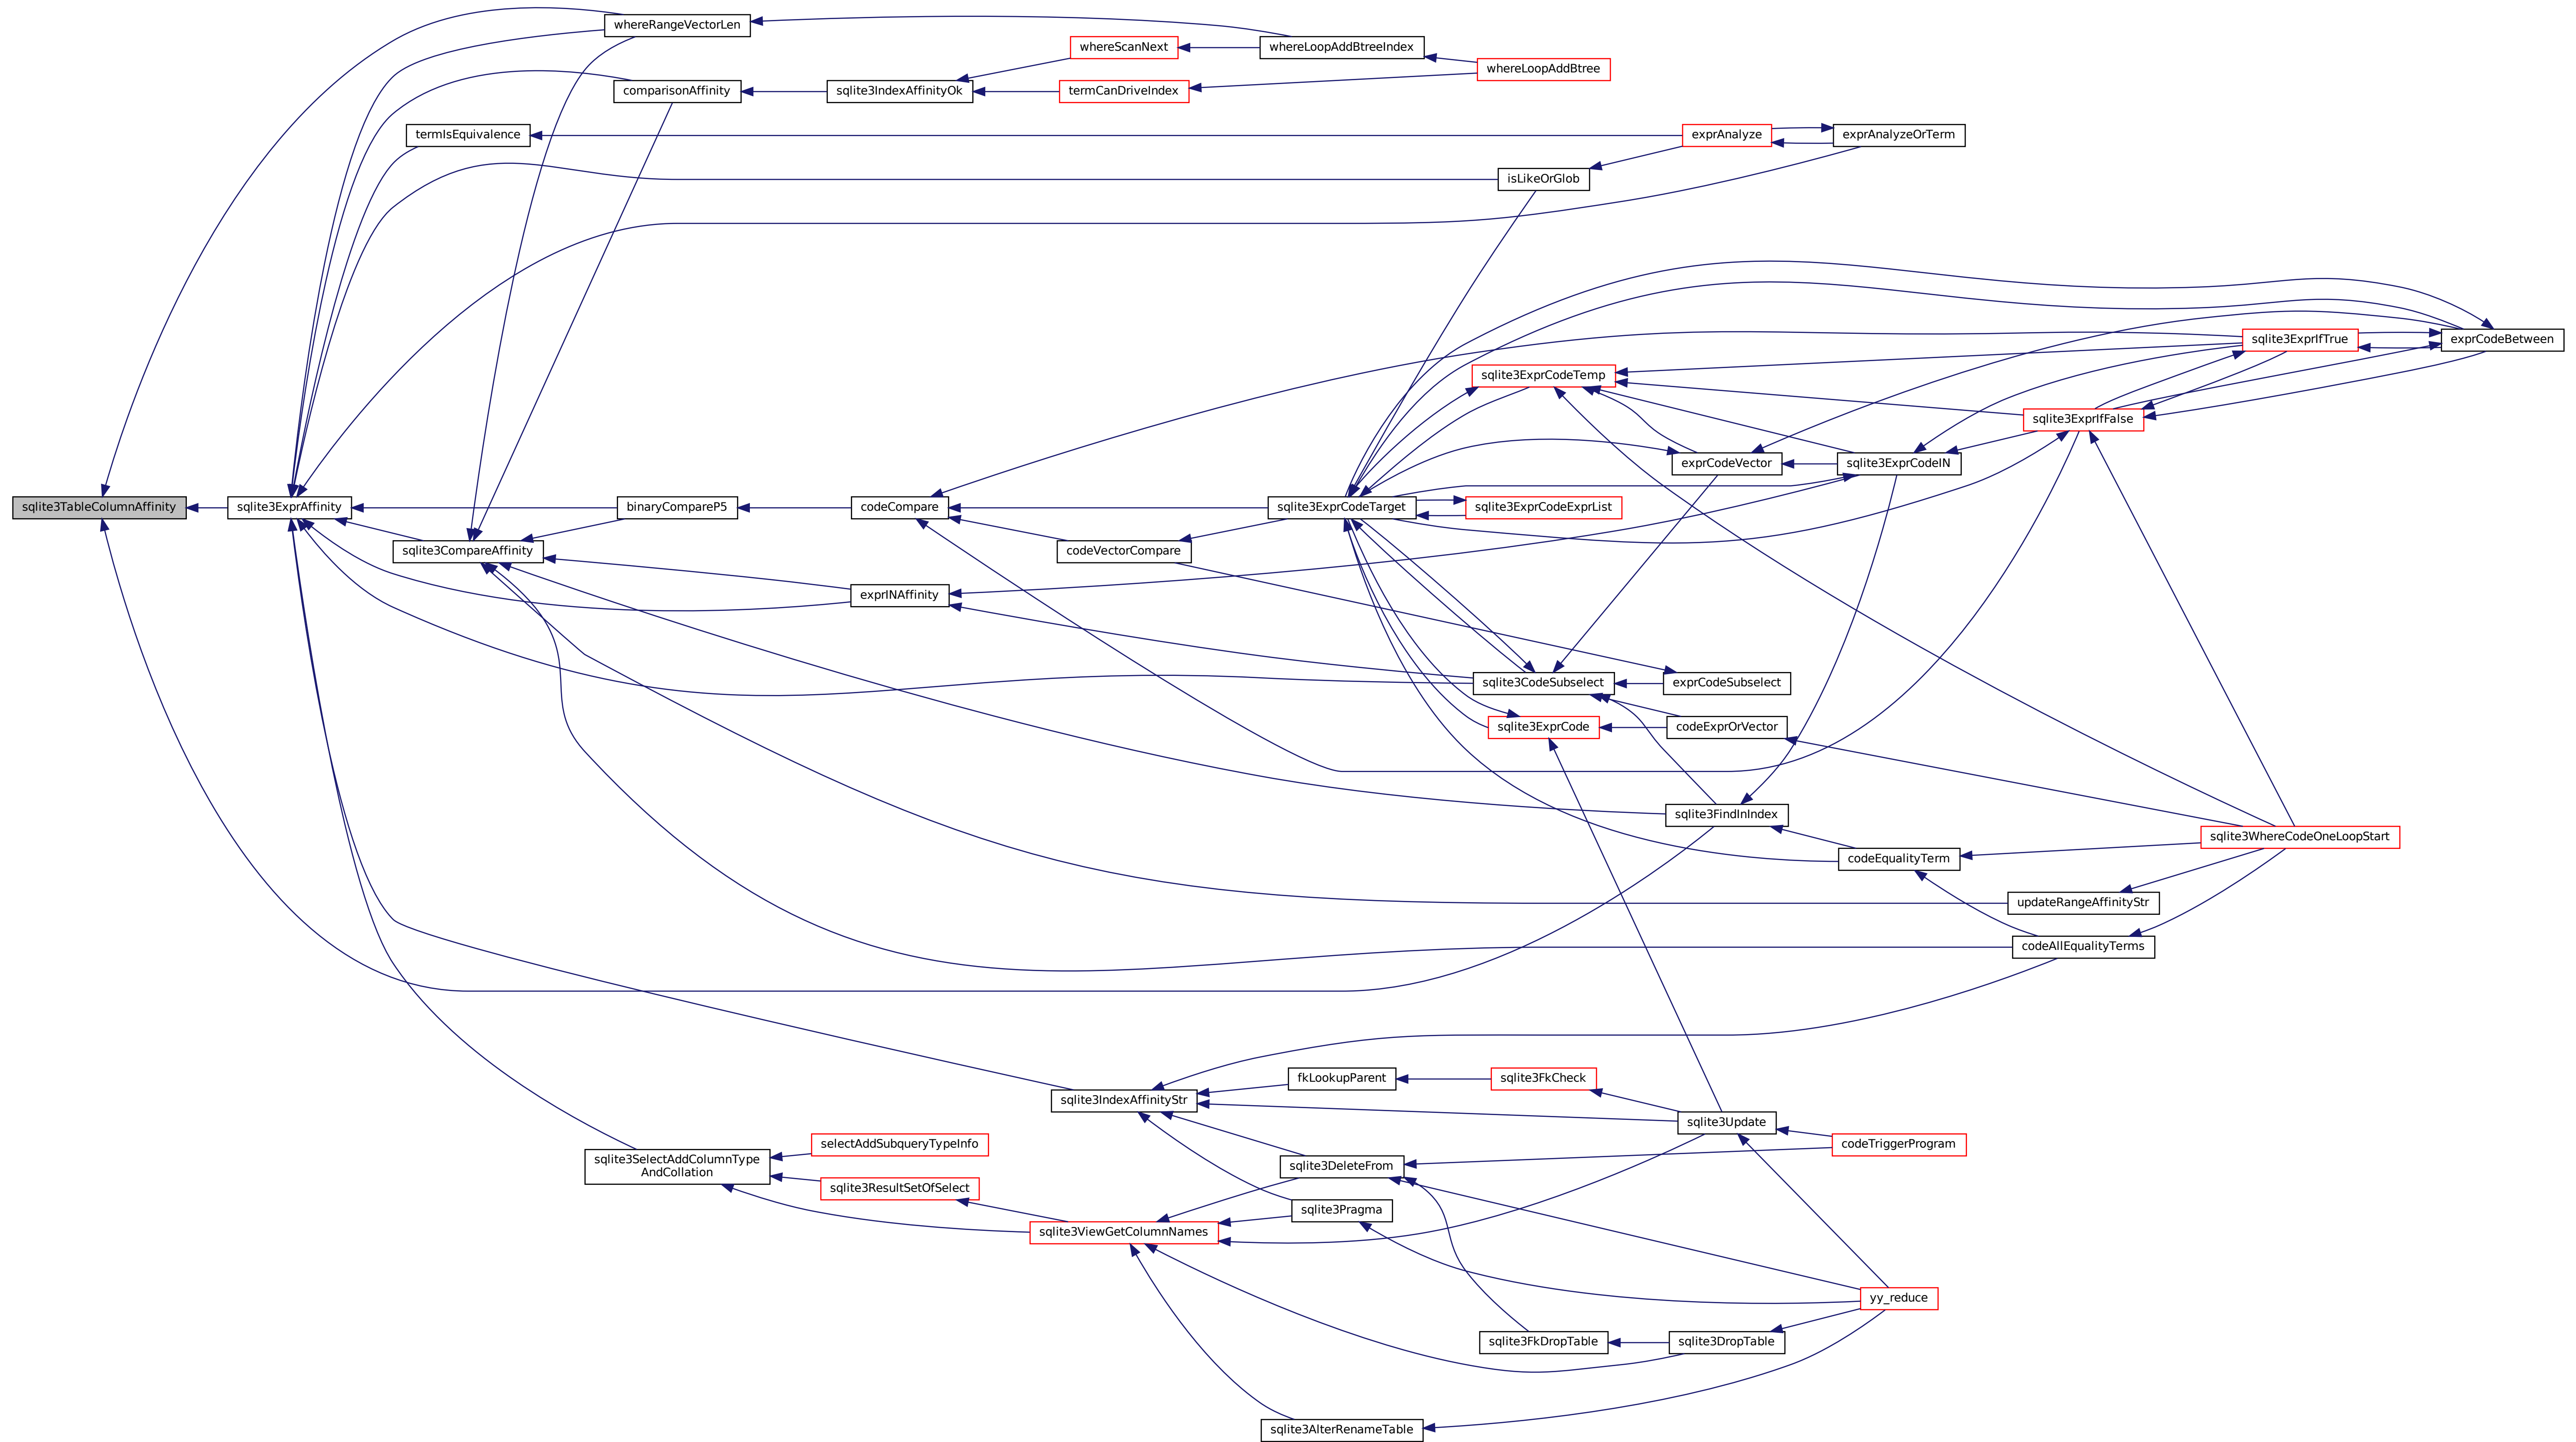 whereRangeVectorLen
whereScanNext
whereLoopAddBtreeIndex
whereLoopAddBtree
comparisonAffinity
sqlite3IndexAffinityOk
termCanDriveIndex
termIsEquivalence
exprAnalyze
exprAnalyzeOrTerm
isLikeOrGlob
sqlite3ExprIfTrue
exprCodeBetween
sqlite3ExprCodeTemp
sqlite3ExprIfFalse
exprCodeVector
sqlite3ExprCodeIN
sqlite3TableColumnAffinity
sqlite3ExprAffinity
binaryCompareP5
codeCompare
sqlite3ExprCodeTarget
sqlite3ExprCodeExprList
sqlite3CompareAffinity
codeVectorCompare
exprINAffinity
sqlite3CodeSubselect
exprCodeSubselect
sqlite3ExprCode
codeExprOrVector
sqlite3FindInIndex
sqlite3WhereCodeOneLoopStart
codeEqualityTerm
updateRangeAffinityStr
codeAllEqualityTerms
fkLookupParent
sqlite3FkCheck
sqlite3IndexAffinityStr
sqlite3Update
selectAddSubqueryTypeInfo
codeTriggerProgram
sqlite3SelectAddColumnType
AndCollation
sqlite3DeleteFrom
sqlite3ResultSetOfSelect
sqlite3Pragma
sqlite3ViewGetColumnNames
yy_reduce
sqlite3FkDropTable
sqlite3DropTable
sqlite3AlterRenameTable